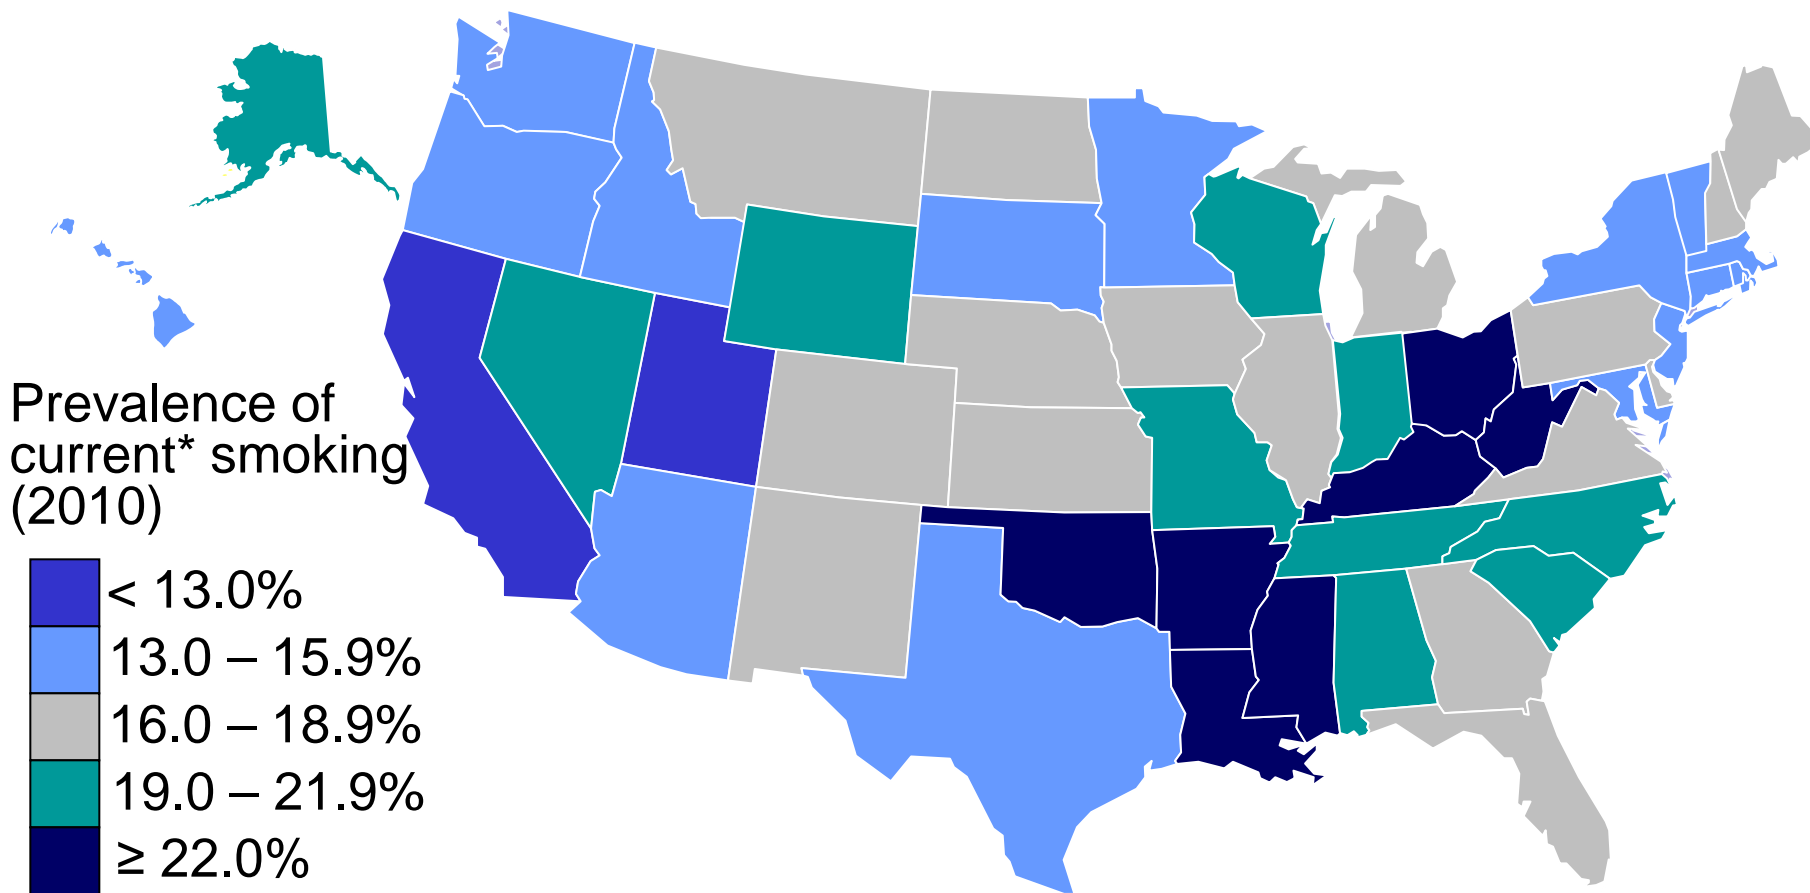 Prevalence of
current* smoking
(2010)
< 13.0%
13.0 – 15.9%
16.0 – 18.9%
19.0 – 21.9%
≥ 22.0%